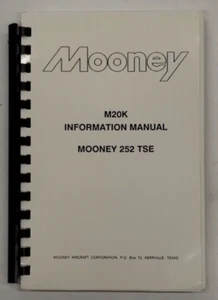 Mooney
M20K
INFORMATION MANUAL
MOONEY 252 TSE
MOONEY AIRCRAFT CORPORATION P.O. Box 72, KERRVILLE, TEXAS